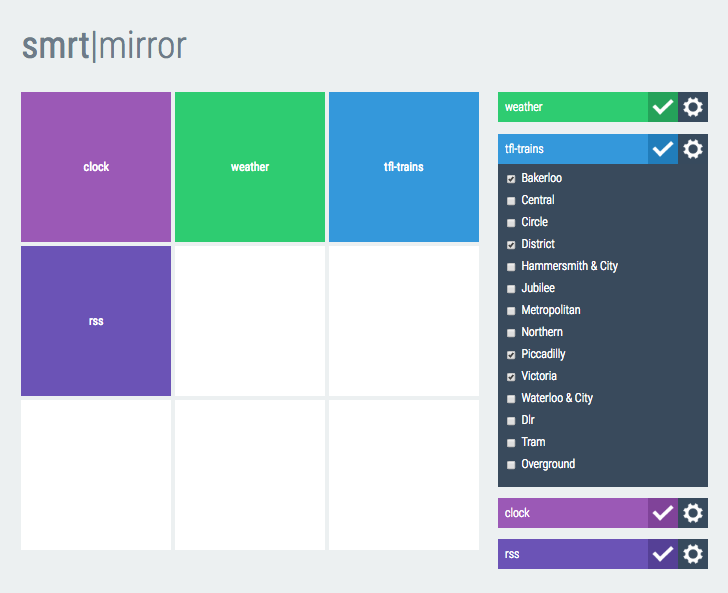 smrt|mirror
clock
weather
tfl-trains
rss
weather
tfl-trains
Bakerloo
Central
Circle
District
Hammersmith & City
Jubilee
Metropolitan
Northern
Piccadilly
Victoria
Waterloo & City
Dlr
Tram
Overground
clock
rss